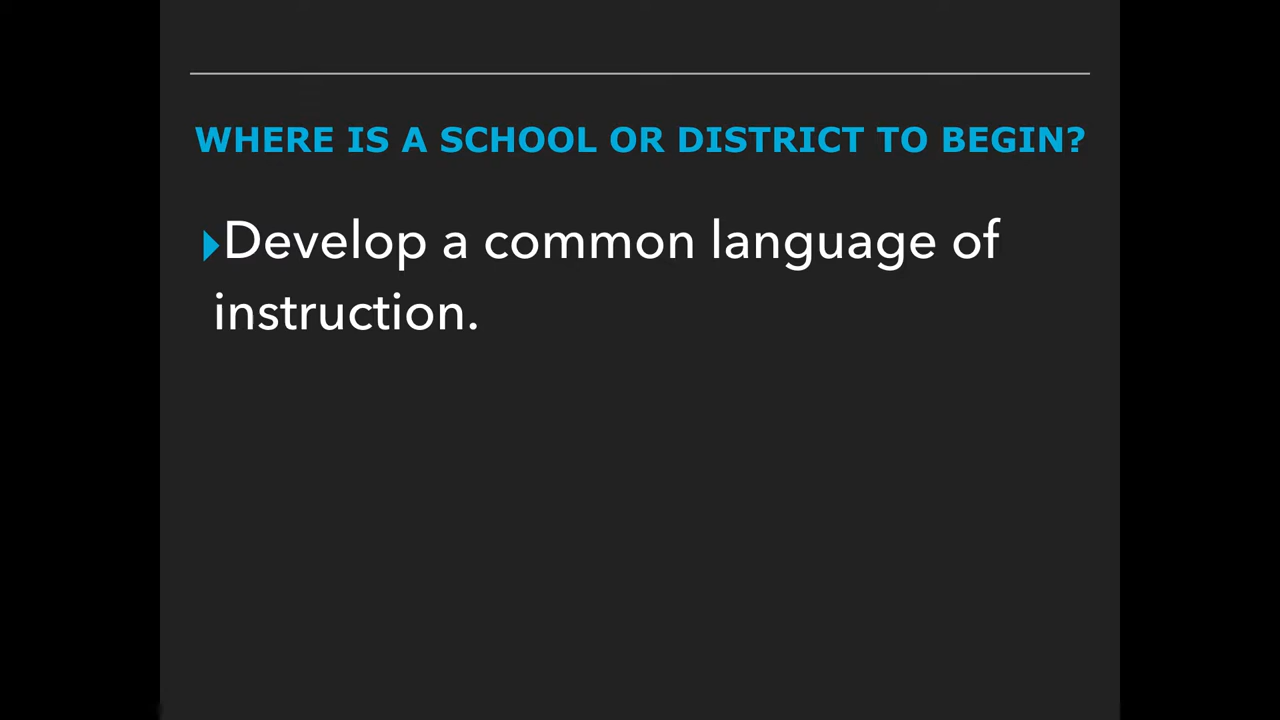 WHERE IS A SCHOOL OR DISTRICT TO BEGIN?
Develop a common language of
instruction.